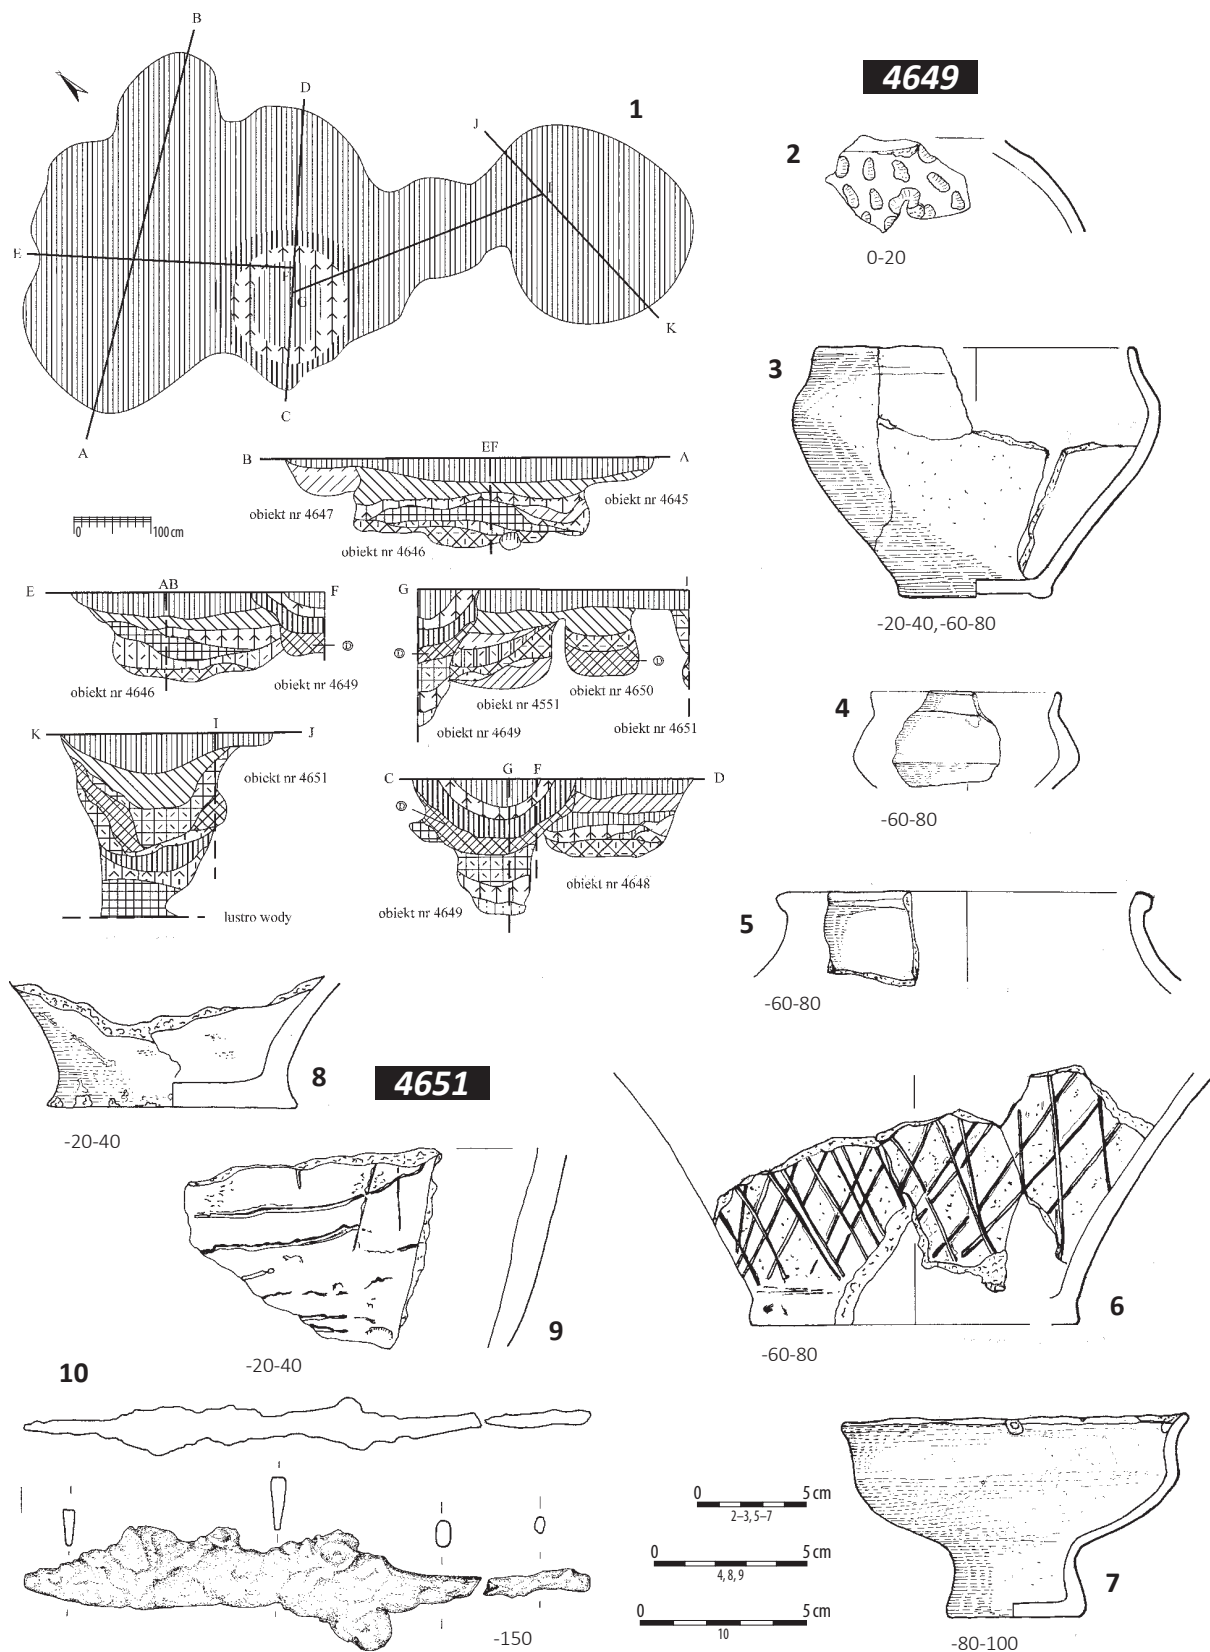 B
D
1
J
I
E
F
G
K
C
A
4649
2
0-20
3
-20-40,-60-80
4
-60-80
5
-60-80
6
-60-80
7
-80-100
EF
B
A
obiekt nr 4647
obiekt nr 4645
obiekt nr 4646
0
100 cm
E
AB
F
D
obiekt nr 4646
obiekt nr 4649
G
I
D
D
obiekt nr 4551
obiekt nr 4650
obiekt nr 4649
obiekt nr 4651
K
I
J
obiekt nr 4651
lustro wody
C
G
F
D
D
obiekt nr 4648
obiekt nr 4649
8
-20-40
4651
9
-20-40
10
-150
0 5 cm
2–3, 5–7
0 5 cm
4, 8, 9
0 5 cm
10